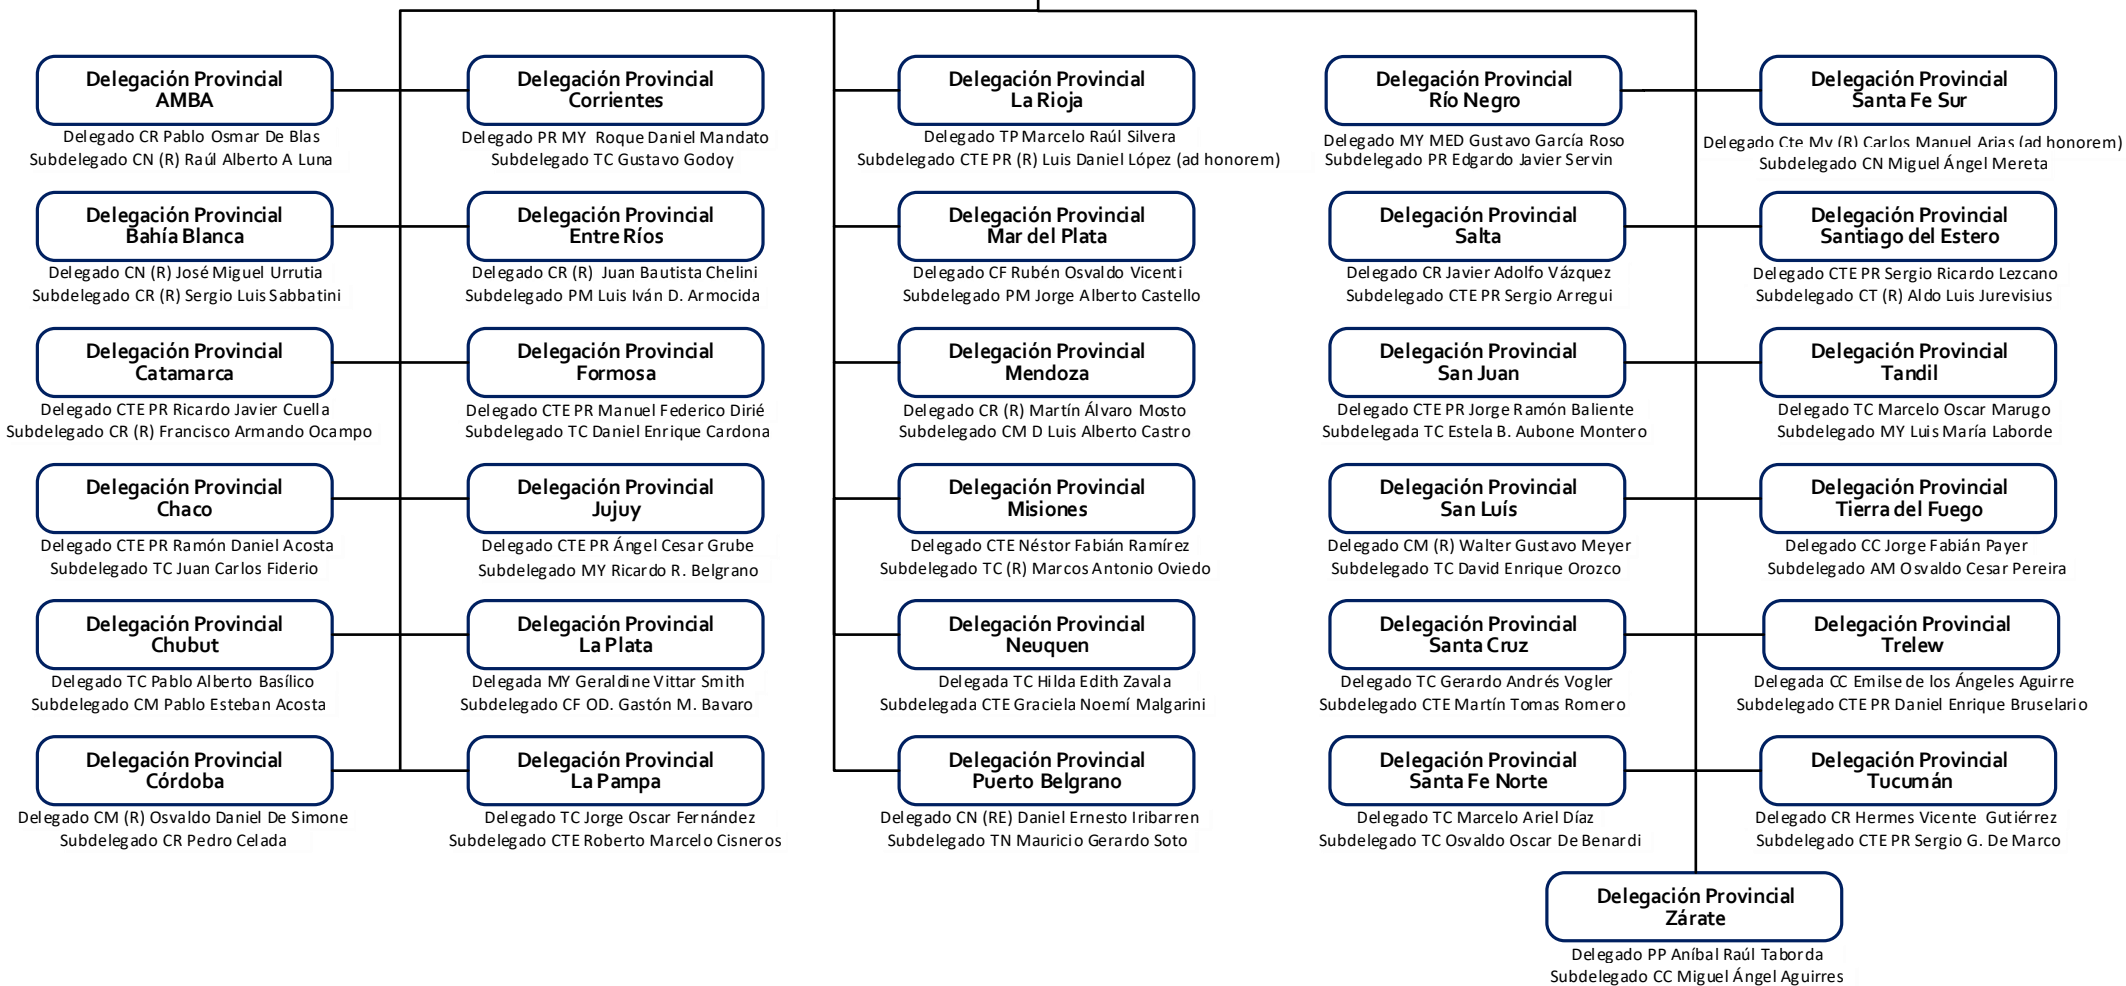 Delegación Provincial
AMBA
Delegado CR Pablo Osmar De Blas
Subdelegado CN (R) Raúl Alberto A Luna
Delegación Provincial
Bahía Blanca
Delegado CN (R) José Miguel Urrutia
Subdelegado CR (R) Sergio Luis Sabbatini
Delegación Provincial
Catamarca
Delegado CTE PR Ricardo Javier Cuella
Subdelegado CR (R) Francisco Armando Ocampo
Delegación Provincial
Chaco
Delegado CTE PR Ramón Daniel Acosta
Subdelegado TC Juan Carlos Fiderio
Delegación Provincial
Chubut
Delegado TC Pablo Alberto Basílico
Subdelegado CM Pablo Esteban Acosta
Delegación Provincial
Córdoba
Delegado CM (R) Osvaldo Daniel De Simone
Subdelegado CR Pedro Celada
Delegación Provincial
Corrientes
Delegado PR MY Roque Daniel Mandato
Subdelegado TC Gustavo Godoy
Delegación Provincial
Entre Ríos
Delegado CR (R) Juan Bautista Chelini
Subdelegado PM Luis Iván D. Armocida
Delegación Provincial
Formosa
Delegado CTE PR Manuel Federico Dirié
Subdelegado TC Daniel Enrique Cardona
Delegación Provincial
Jujuy
Delegado CTE PR Ángel Cesar Grube
Subdelegado MY Ricardo R. Belgrano
Delegación Provincial
La Plata
Delegada MY Geraldine Vittar Smith
Subdelegado CF OD. Gastón M. Bavaro
Delegación Provincial
La Pampa
Delegado TC Jorge Oscar Fernández
Subdelegado CTE Roberto Marcelo Cisneros
Delegación Provincial
La Rioja
Delegado TP Marcelo Raúl Silvera
Subdelegado CTE PR (R) Luis Daniel López (ad honorem)
Delegación Provincial
Mar del Plata
Delegado CF Rubén Osvaldo Vicenti
Subdelegado PM Jorge Alberto Castello
Delegación Provincial
Mendoza
Delegado CR (R) Martín Álvaro Mosto
Subdelegado CM D Luis Alberto Castro
Delegación Provincial
Misiones
Delegado CTE Néstor Fabián Ramírez
Subdelegado TC (R) Marcos Antonio Oviedo
Delegación Provincial
Neuquen
Delegada TC Hilda Edith Zavala
Subdelegada CTE Graciela Noemí Malgarini
Delegación Provincial
Puerto Belgrano
Delegado CN (RE) Daniel Ernesto Iribarren
Subdelegado TN Mauricio Gerardo Soto
Delegación Provincial
Río Negro
Delegado MY MED Gustavo García Roso
Subdelegado PR Edgardo Javier Servin
Delegación Provincial
Salta
Delegado CR Javier Adolfo Vázquez
Subdelegado CTE PR Sergio Arregui
Delegación Provincial
San Juan
Delegado CTE PR Jorge Ramón Baliente
Subdelegada TC Estela B. Aubone Montero
Delegación Provincial
San Luís
Delegado CM (R) Walter Gustavo Meyer
Subdelegado TC David Enrique Orozco
Delegación Provincial
Santa Cruz
Delegado TC Gerardo Andrés Vogler
Subdelegado CTE Martín Tomas Romero
Delegación Provincial
Santa Fe Norte
Delegado TC Marcelo Ariel Díaz
Subdelegado TC Osvaldo Oscar De Benardi
Delegación Provincial
Santa Fe Sur
Delegado Cte My (R) Carlos Manuel Arias (ad honorem)
Subdelegado CN Miguel Ángel Mereta
Delegación Provincial
Santiago del Estero
Delegado CTE PR Sergio Ricardo Lezcano
Subdelegado CT (R) Aldo Luis Jurevisius
Delegación Provincial
Tandil
Delegado TC Marcelo Oscar Marugo
Subdelegado MY Luis María Laborde
Delegación Provincial
Tierra del Fuego
Delegado CC Jorge Fabián Payer
Subdelegado AM Osvaldo Cesar Pereira
Delegación Provincial
Trelew
Delegada CC Emilse de los Ángeles Aguirre
Subdelegado CTE PR Daniel Enrique Bruselario
Delegación Provincial
Tucumán
Delegado CR Hermes Vicente Gutiérrez
Subdelegado CTE PR Sergio G. De Marco
Delegación Provincial
Zárate
Delegado PP Aníbal Raúl Taborda
Subdelegado CC Miguel Ángel Aguirres